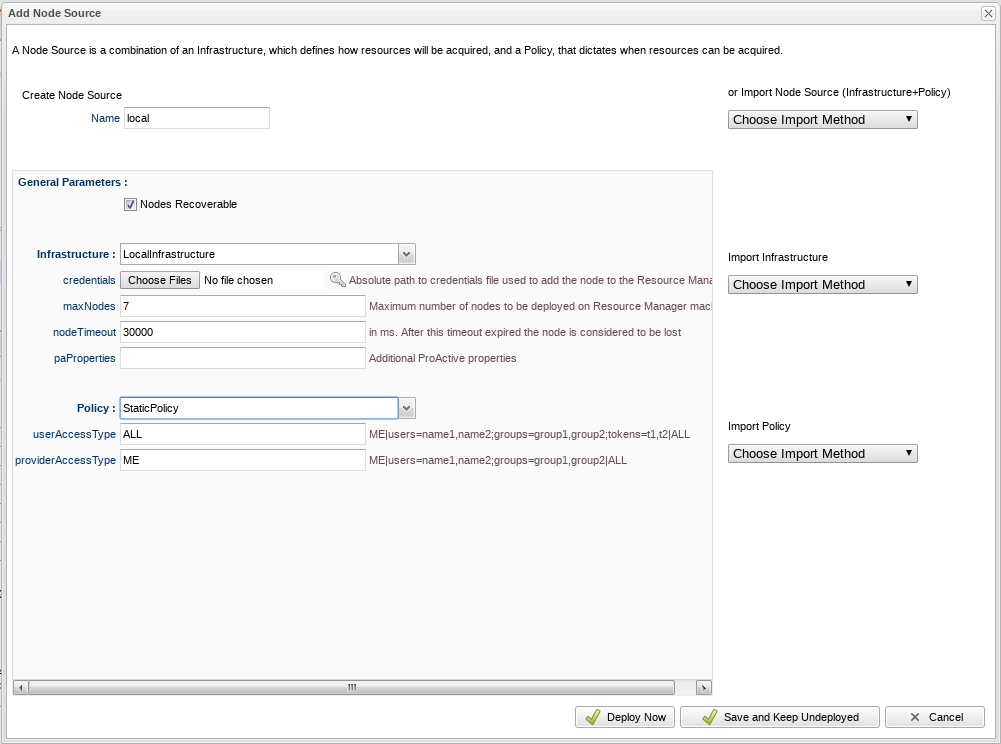 Add Node Source
A Node Source is a combination of an Infrastructure, which defines how resources will be acquired, and a Policy, that dictates when resources can be acquired.
Create Node Source
or Import Node Source (Infrastructure+Policy)
Name local
Choose Import Method
General Parameters :
Nodes Recoverable
Infrastructure : LocalInfrastructure
Import Infrastructure
credentials Choose Files No file chosen Absolute path to credentials file used to add the node to the Resource Mana
Choose Import Method
maxNodes 7 Maximum number of nodes to be deployed on Resource Manager macl
nodeTimeout 30000 in ms. After this timeout expired the node is considered to be lost
paProperties Additional ProActive properties
Policy : StaticPolicy
Import Policy
userAccessType ALL ME|users=name1,name2;groups=group1,group2;tokens=t1,t2|ALL
Choose Import Method
providerAccessType ME ME|users=name1,name2;groups=group1,group2|ALL
Deploy Now Save and Keep Undeployed Cancel